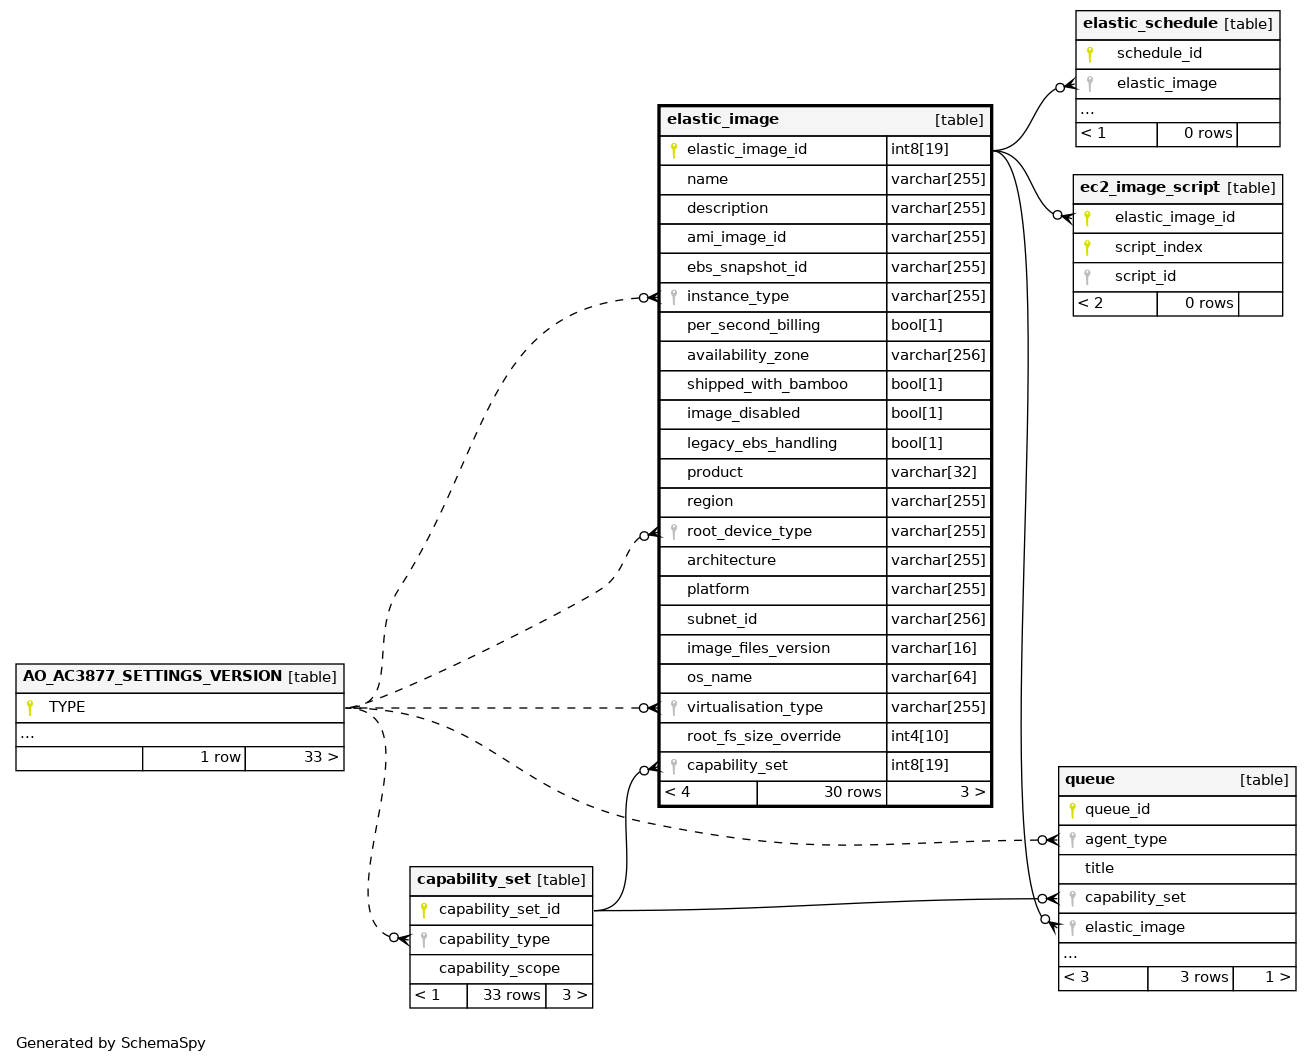 elastic_schedule [table]
schedule_id
elastic_image
...
< 1 0 rows
ec2_image_script [table]
elastic_image_id
script_index
script_id
< 2 0 rows
elastic_image [table]
elastic_image_id int8[19]
name varchar[255]
description varchar[255]
ami_image_id varchar[255]
ebs_snapshot_id varchar[255]
instance_type varchar[255]
per_second_billing bool[1]
availability_zone varchar[256]
shipped_with_bamboo bool[1]
image_disabled bool[1]
legacy_ebs_handling bool[1]
product varchar[32]
region varchar[255]
root_device_type varchar[255]
architecture varchar[255]
platform varchar[255]
subnet_id varchar[256]
image_files_version varchar[16]
os_name varchar[64]
virtualisation_type varchar[255]
root_fs_size_override int4[10]
capability_set int8[19]
< 4 30 rows 3 >
AO_AC3877_SETTINGS_VERSION [table]
TYPE
...
1 row 33 >
queue [table]
queue_id
agent_type
title
capability_set
elastic_image
...
< 3 3 rows 1 >
capability_set [table]
capability_set_id
capability_type
capability_scope
< 1 33 rows 3 >
Generated by SchemaSpy